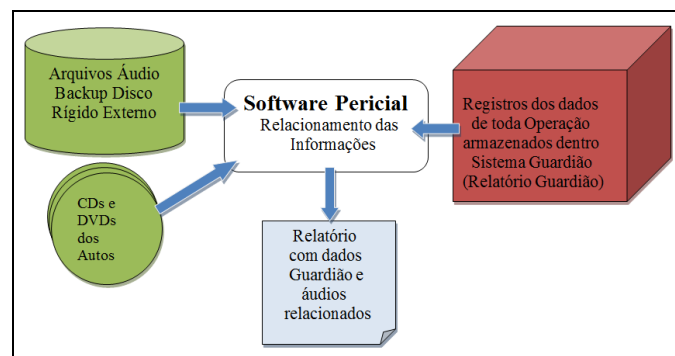 Arquivos Áudio
Backup Disco
Rígido Externo
Software Pericial
Relacionamento das
Informações
Registros dos dados
de toda Operação
armazenados dentro
Sistema Guardião
(Relatório Guardião)
CDs e
DVDs
dos
Autos
Relatório
com dados
Guardião e
áudios
relacionados